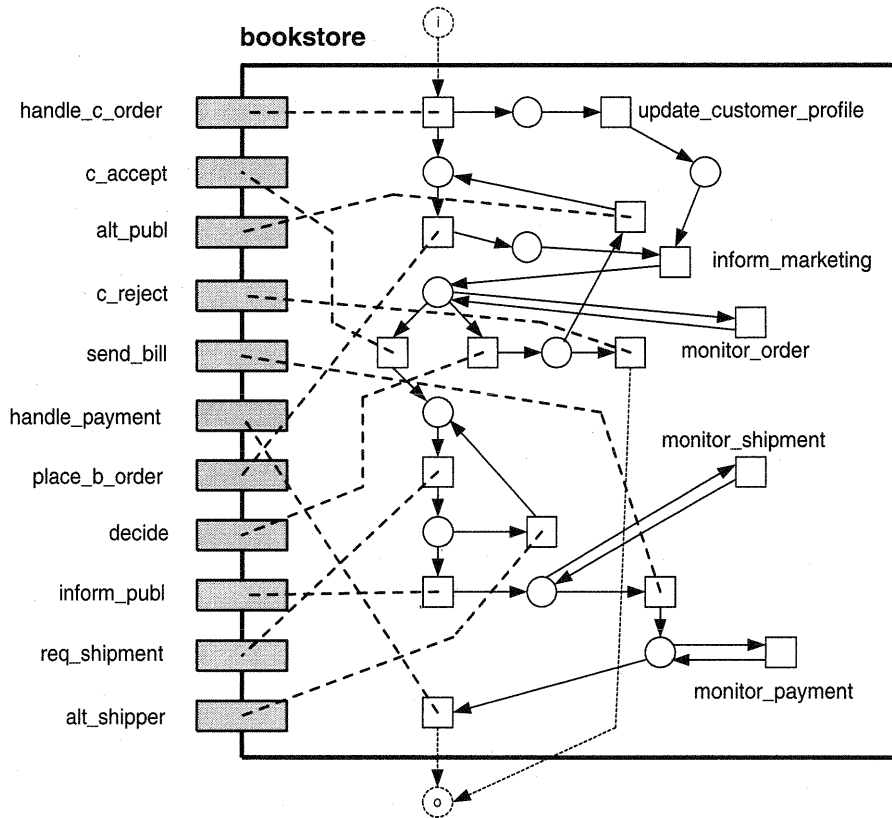 i
bookstore
handle_c_order
update_customer_profile
c_accept
alt_publ
inform_marketing
c_reject
monitor_order
send_bill
handle_payment
monitor_shipment
place_b_order
decide
inform_publ
req_shipment
monitor_payment
alt_shipper
o